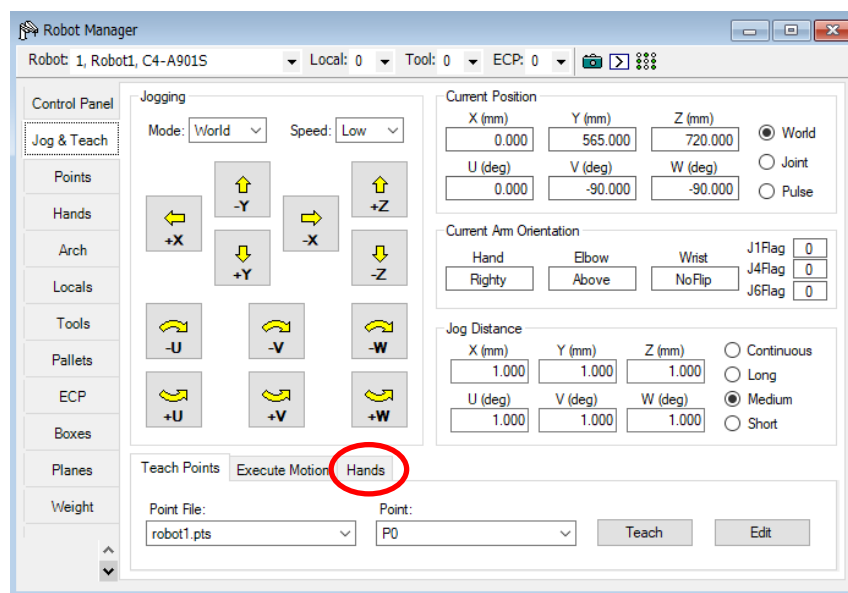 Robot Manager
Robot: 1, Robot1, C4-A901S Local: 0 Tool: 0 ECP: 0
Control Panel
Jog & Teach
Points
Hands
Arch
Locals
Tools
Pallets
ECP
Boxes
Planes
Weight
Jogging
Mode: World Speed: Low
-Y +Z
+X -X
+Y -Z
-U -V -W
+U +V +W
Current Position
X (mm) Y (mm) Z (mm)
0.000 565.000 720.000
U (deg) V (deg) W (deg)
0.000 -90.000 -90.000
World
Joint
Pulse
Current Arm Orientation
Hand Elbow Wrist
Righty Above NoFlip
J1Flag 0
J4Flag 0
J6Flag 0
Jog Distance
X (mm) Y (mm) Z (mm)
1.000 1.000 1.000
U (deg) V (deg) W (deg)
1.000 1.000 1.000
Continuous
Long
Medium
Short
Teach Points Execute Motion Hands
Point File: Point:
robot1.pts P0 Teach Edit